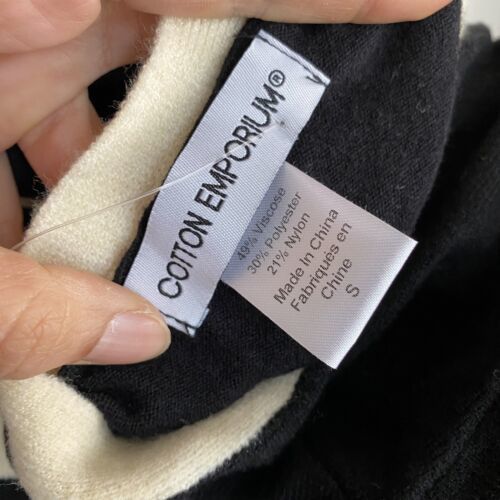 COTTON EMPORIUM®
49% Viscose
30% Polyester
21% Nylon
Made In China
Fabriqués en
Chine
S